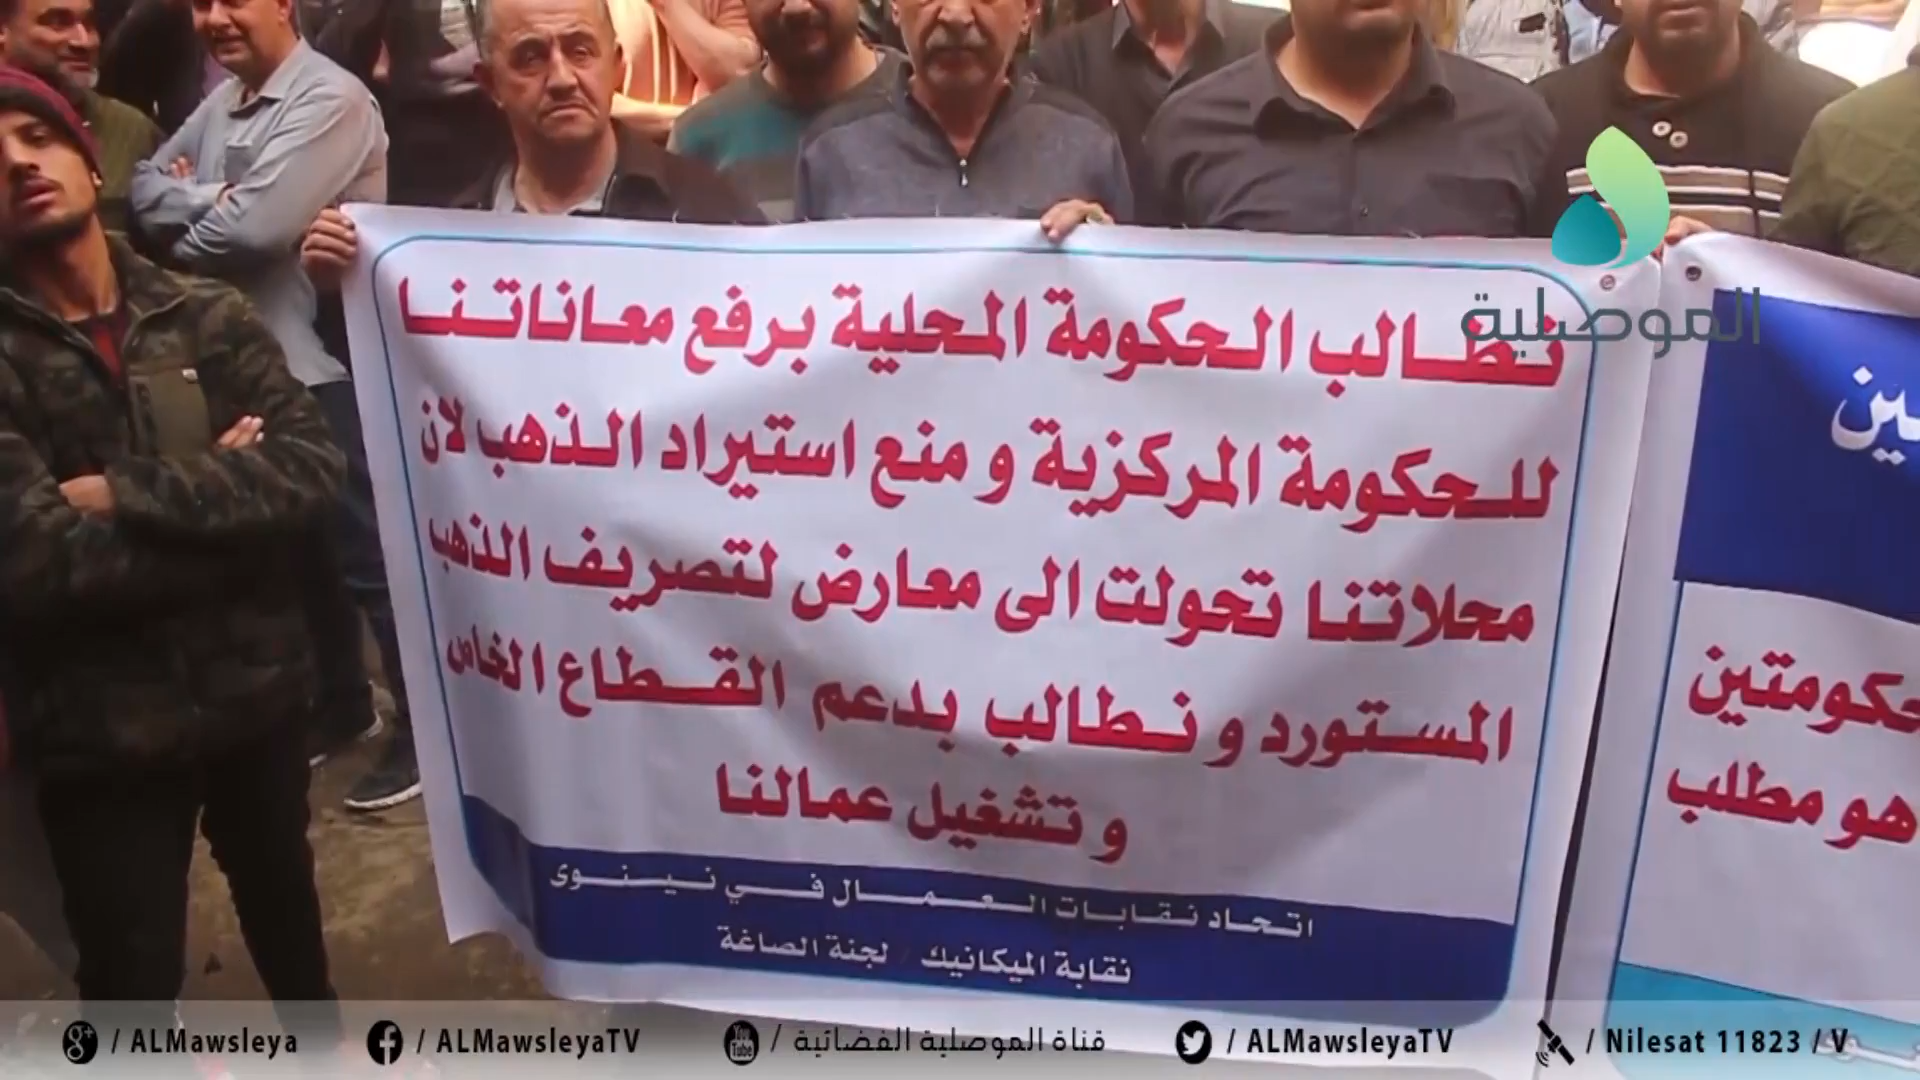 الموصلية
نطالب الحكومة المحلية برفع معاناتنا
للحكومة المركزية و منع استيراد الذهب لان
محلاتنا تحولت الى معارض لتصريف الذهب
المستورد و نطالب بدعم القطاع الخاص
و تشغيل عمالنا
اتحاد نقابات العمال في نينوى
نقابة الميكانيك / لجنة الصاغة
حكومتين
هو مطلب
/ ALMawsleya
/ ALMawsleyaTV
/ قناة الموصلية الفضائية
/ ALMawsleyaTV
/ Nilesat 11823 / V